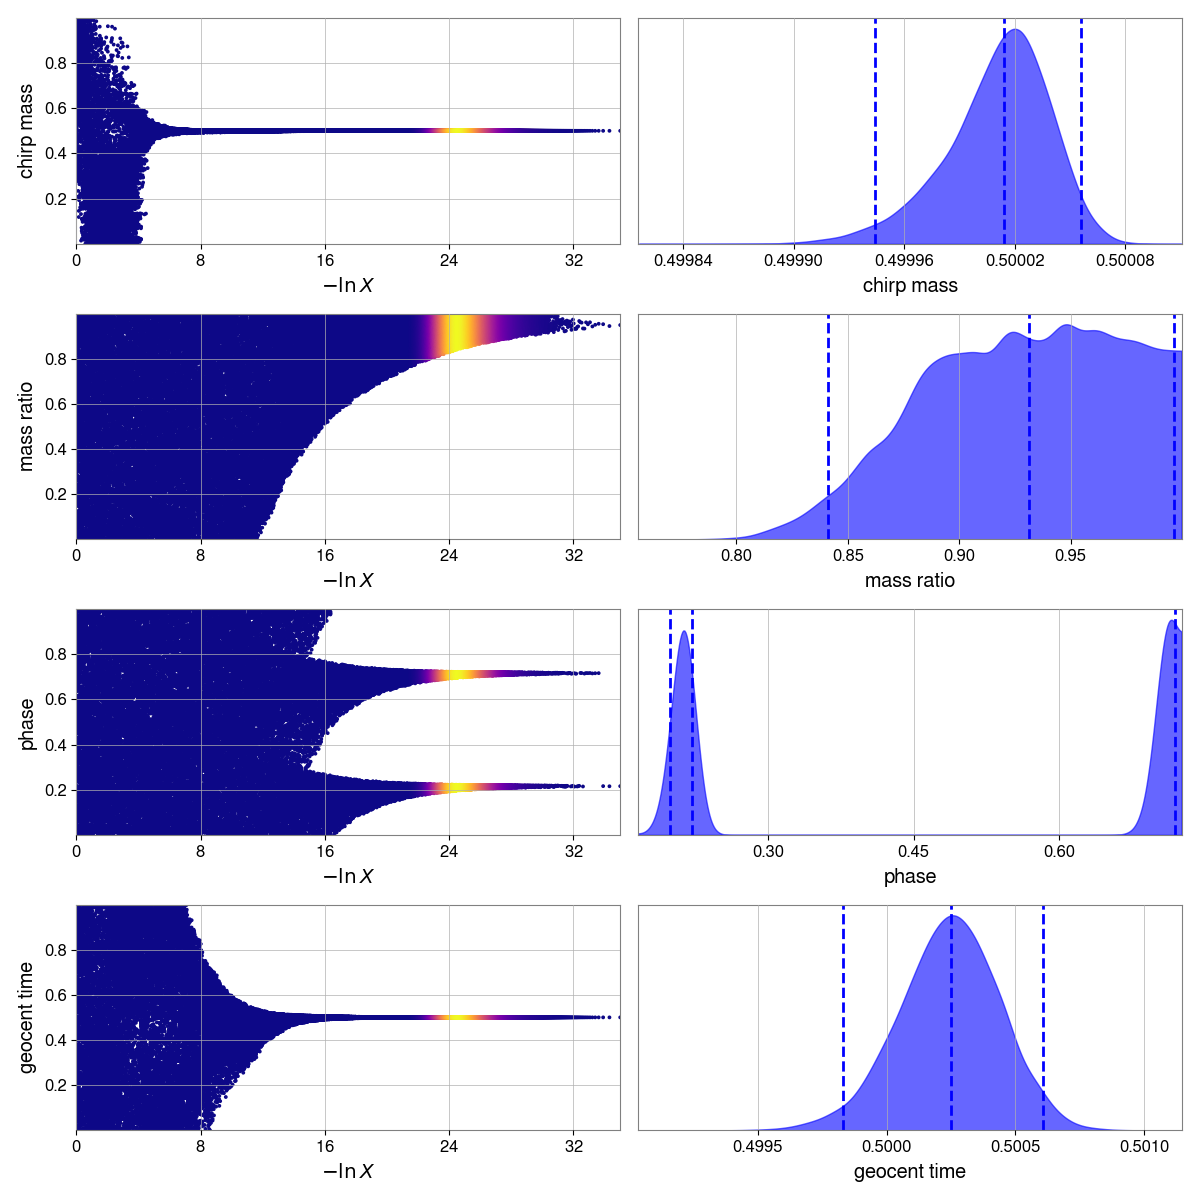 0.8
0.6
0.4
0.2
chirp mass
0 8 16 24 32
−ln X
0.49984 0.49990 0.49996 0.50002 0.50008
chirp mass
0.8
0.6
0.4
0.2
mass ratio
0 8 16 24 32
−ln X
0.80 0.85 0.90 0.95
mass ratio
0.8
0.6
0.4
0.2
phase
0 8 16 24 32
−ln X
0.30 0.45 0.60
phase
0.8
0.6
0.4
0.2
geocent time
0 8 16 24 32
−ln X
0.4995 0.5000 0.5005 0.5010
geocent time